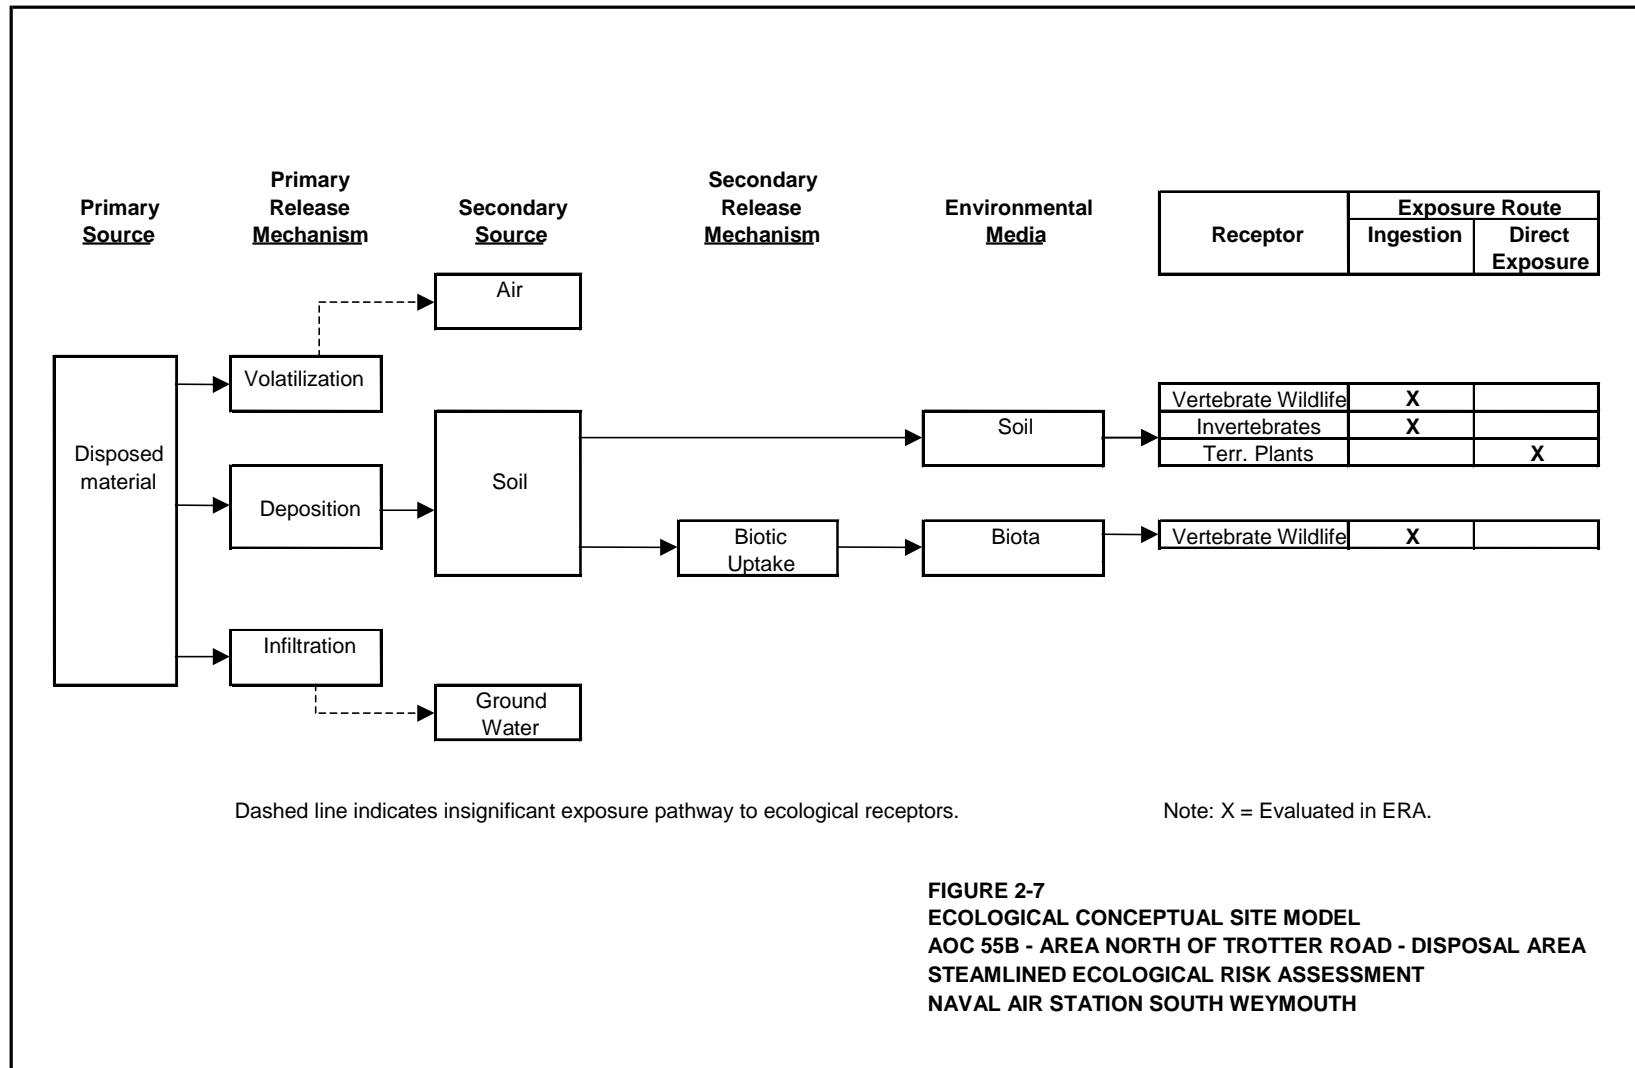 Primary
Source
Primary
Release
Mechanism
Secondary
Source
Secondary
Release
Mechanism
Environmental
Media
Receptor
Exposure Route
Ingestion
Direct
Exposure
Air
Volatilization
Disposed
material
Deposition
Soil
Soil
Vertebrate Wildlife X
Invertebrates X
Terr. Plants X
Biotic
Uptake
Biota
Vertebrate Wildlife X
Infiltration
Ground
Water
Dashed line indicates insignificant exposure pathway to ecological receptors.
Note: X = Evaluated in ERA.
FIGURE 2-7
ECOLOGICAL CONCEPTUAL SITE MODEL
AOC 55B - AREA NORTH OF TROTTER ROAD - DISPOSAL AREA
STEAMLINED ECOLOGICAL RISK ASSESSMENT
NAVAL AIR STATION SOUTH WEYMOUTH